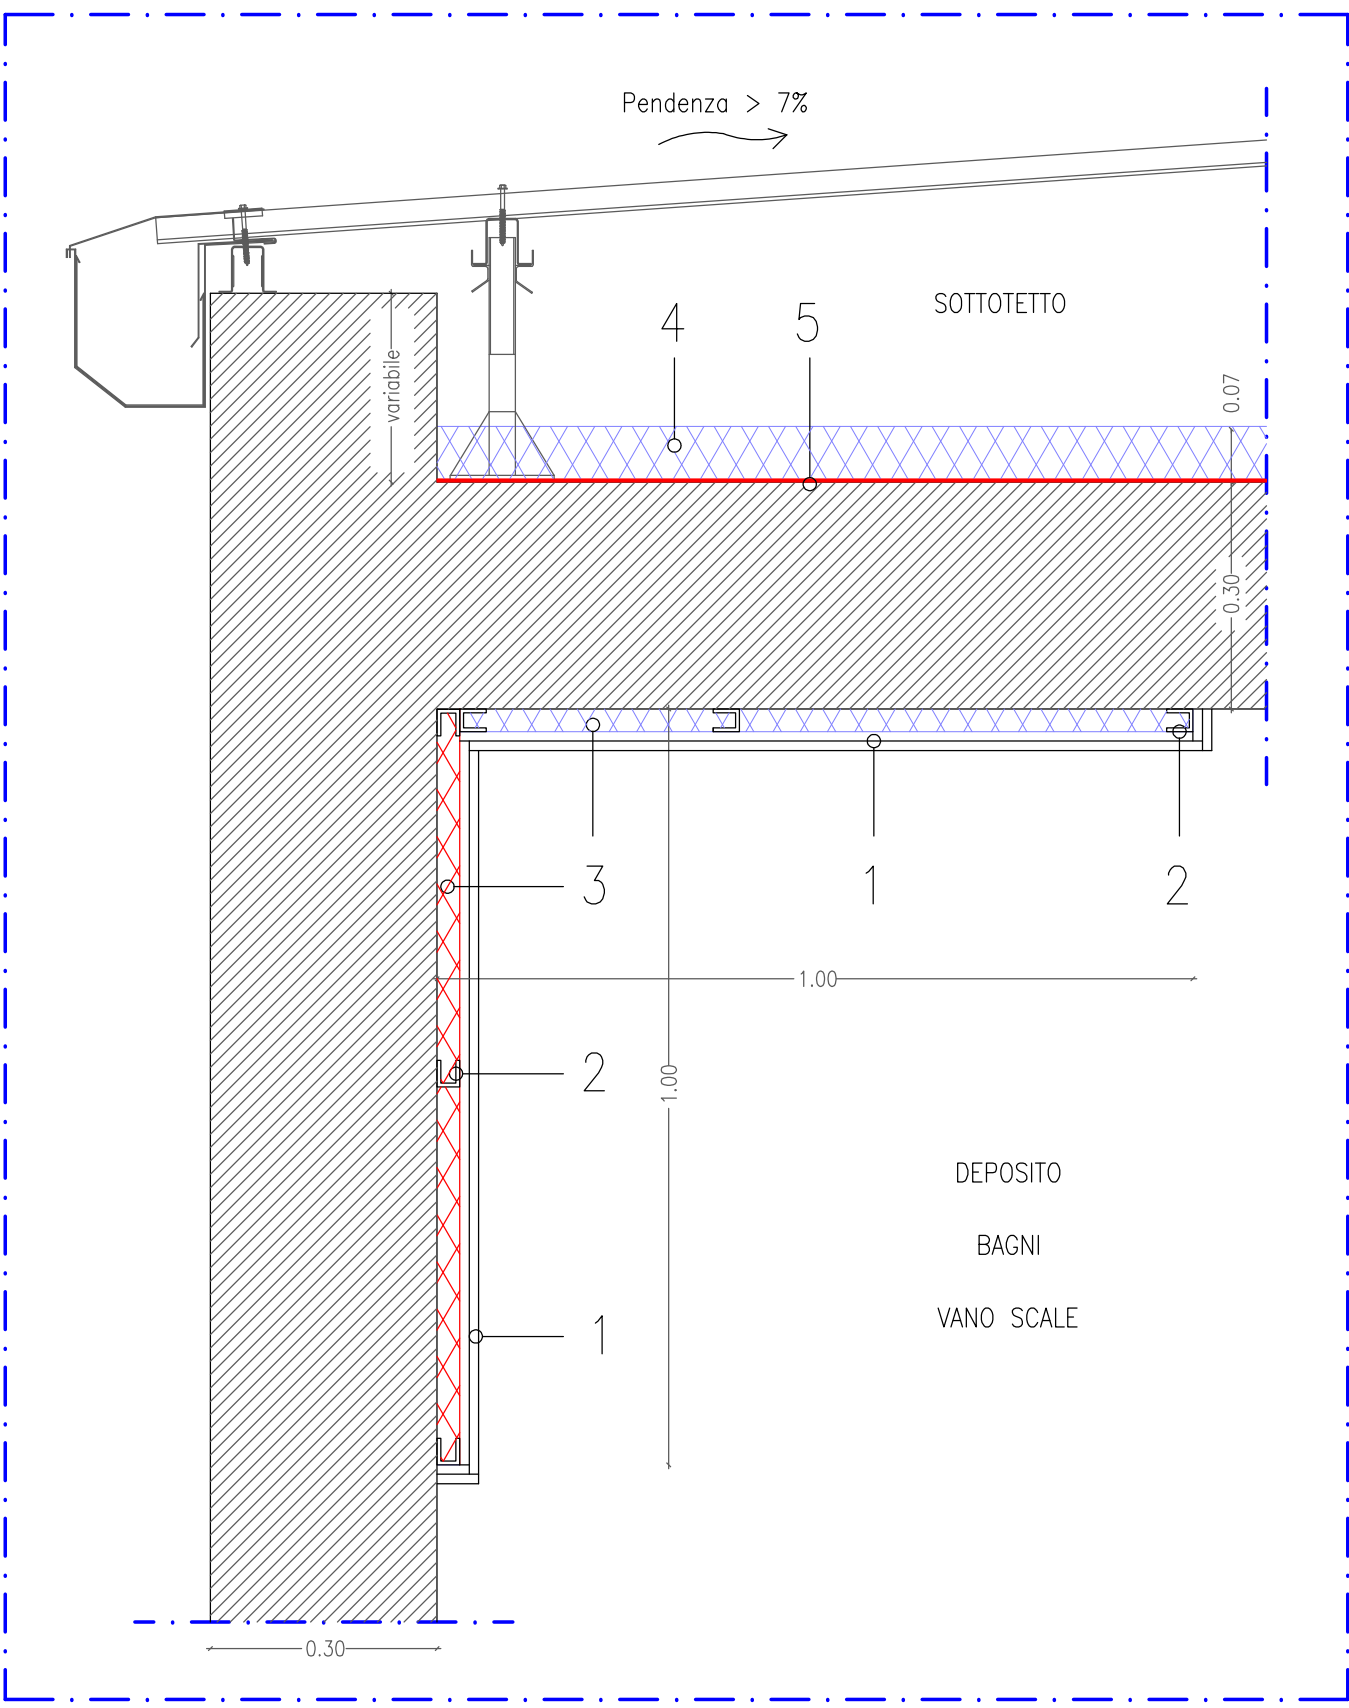 Pendenza > 7%
SOTTOTETTO
4
5
variabile
0.07
0.30
3
1
2
3
1.00
2
1.00
DEPOSITO
BAGNI
VANO SCALE
1
0.30